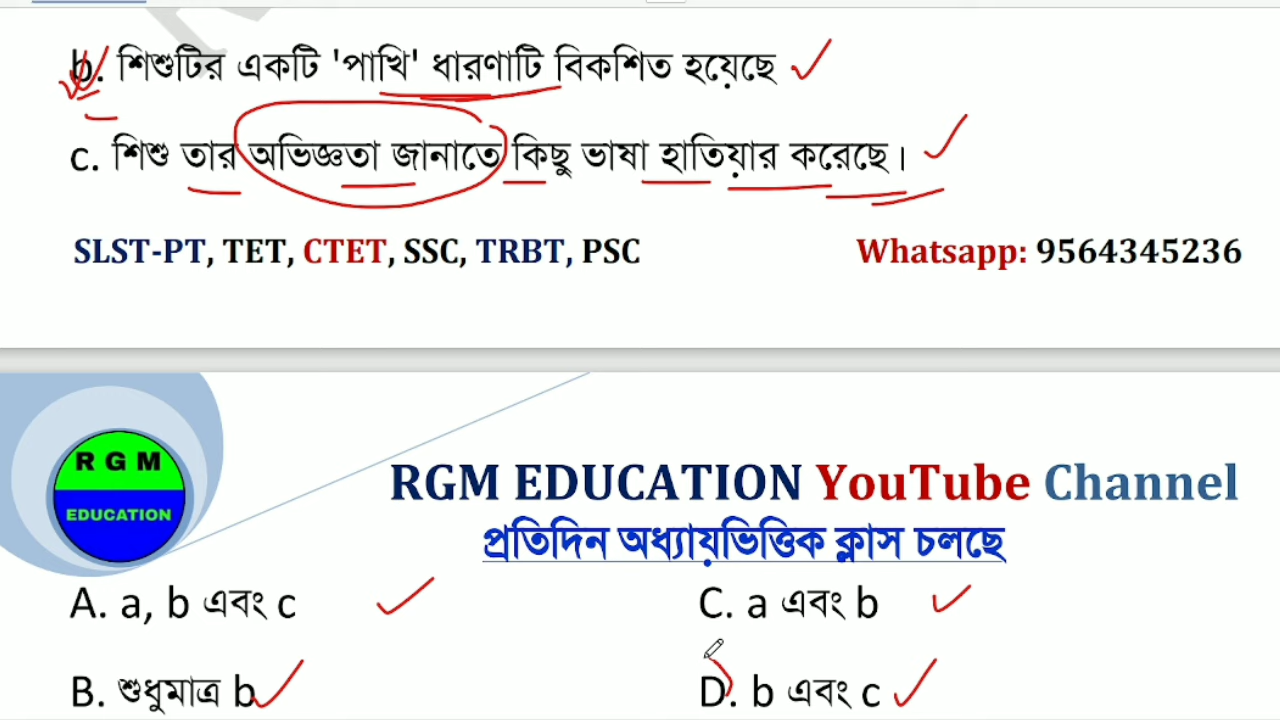 b. শিশুটির একটি 'পাখি' ধারণাটি বিকশিত হয়েছে
c. শিশু তার অভিজ্ঞতা জানাতে কিছু ভাষা হাতিয়ার করেছে।
SLST-PT, TET, CTET, SSC, TRBT, PSC Whatsapp: 9564345236
R G M
EDUCATION
RGM EDUCATION YouTube Channel
প্রতিদিন অধ্যায়ভিত্তিক ক্লাস চলছে
A. a, b এবং c C. a এবং b
B. শুধুমাত্র b D. b এবং c